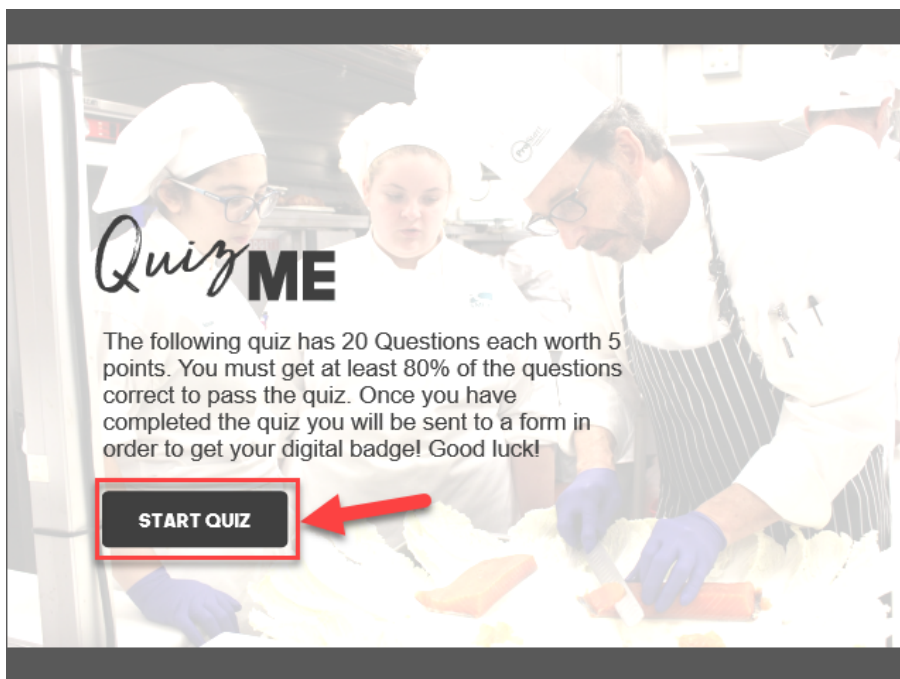 Quiz ME
The following quiz has 20 Questions each worth 5
points. You must get at least 80% of the questions
correct to pass the quiz. Once you have
completed the quiz you will be sent to a form in
order to get your digital badge! Good luck!
START QUIZ
ProStart